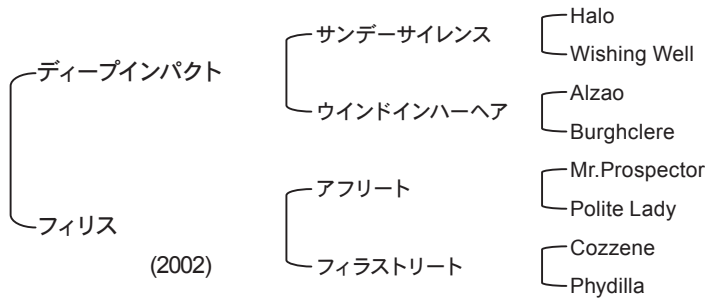 Halo
サンデーサイレンス
Wishing Well
ディープインパクト
Alzao
ウインドインハーヘア
Burghclere
Mr.Prospector
アフリート
Polite Lady
フィリス
(2002)
Cozzene
フィラストリート
Phydilla